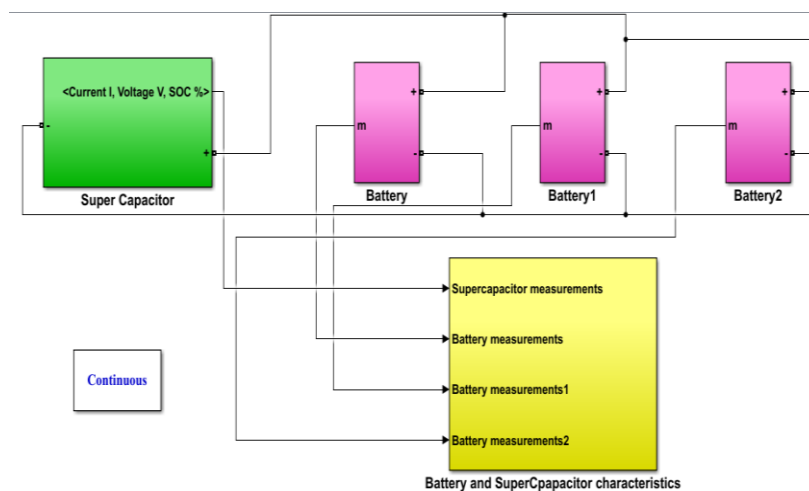 <Current I, Voltage V, SOC %>
-
+
Super Capacitor
+
m
-
Battery
+
m
-
Battery1
+
m
-
Battery2
Supercapacitor measurements
Battery measurements
Battery measurements1
Battery measurements2
Battery and SuperCpapacitor characteristics
Continuous